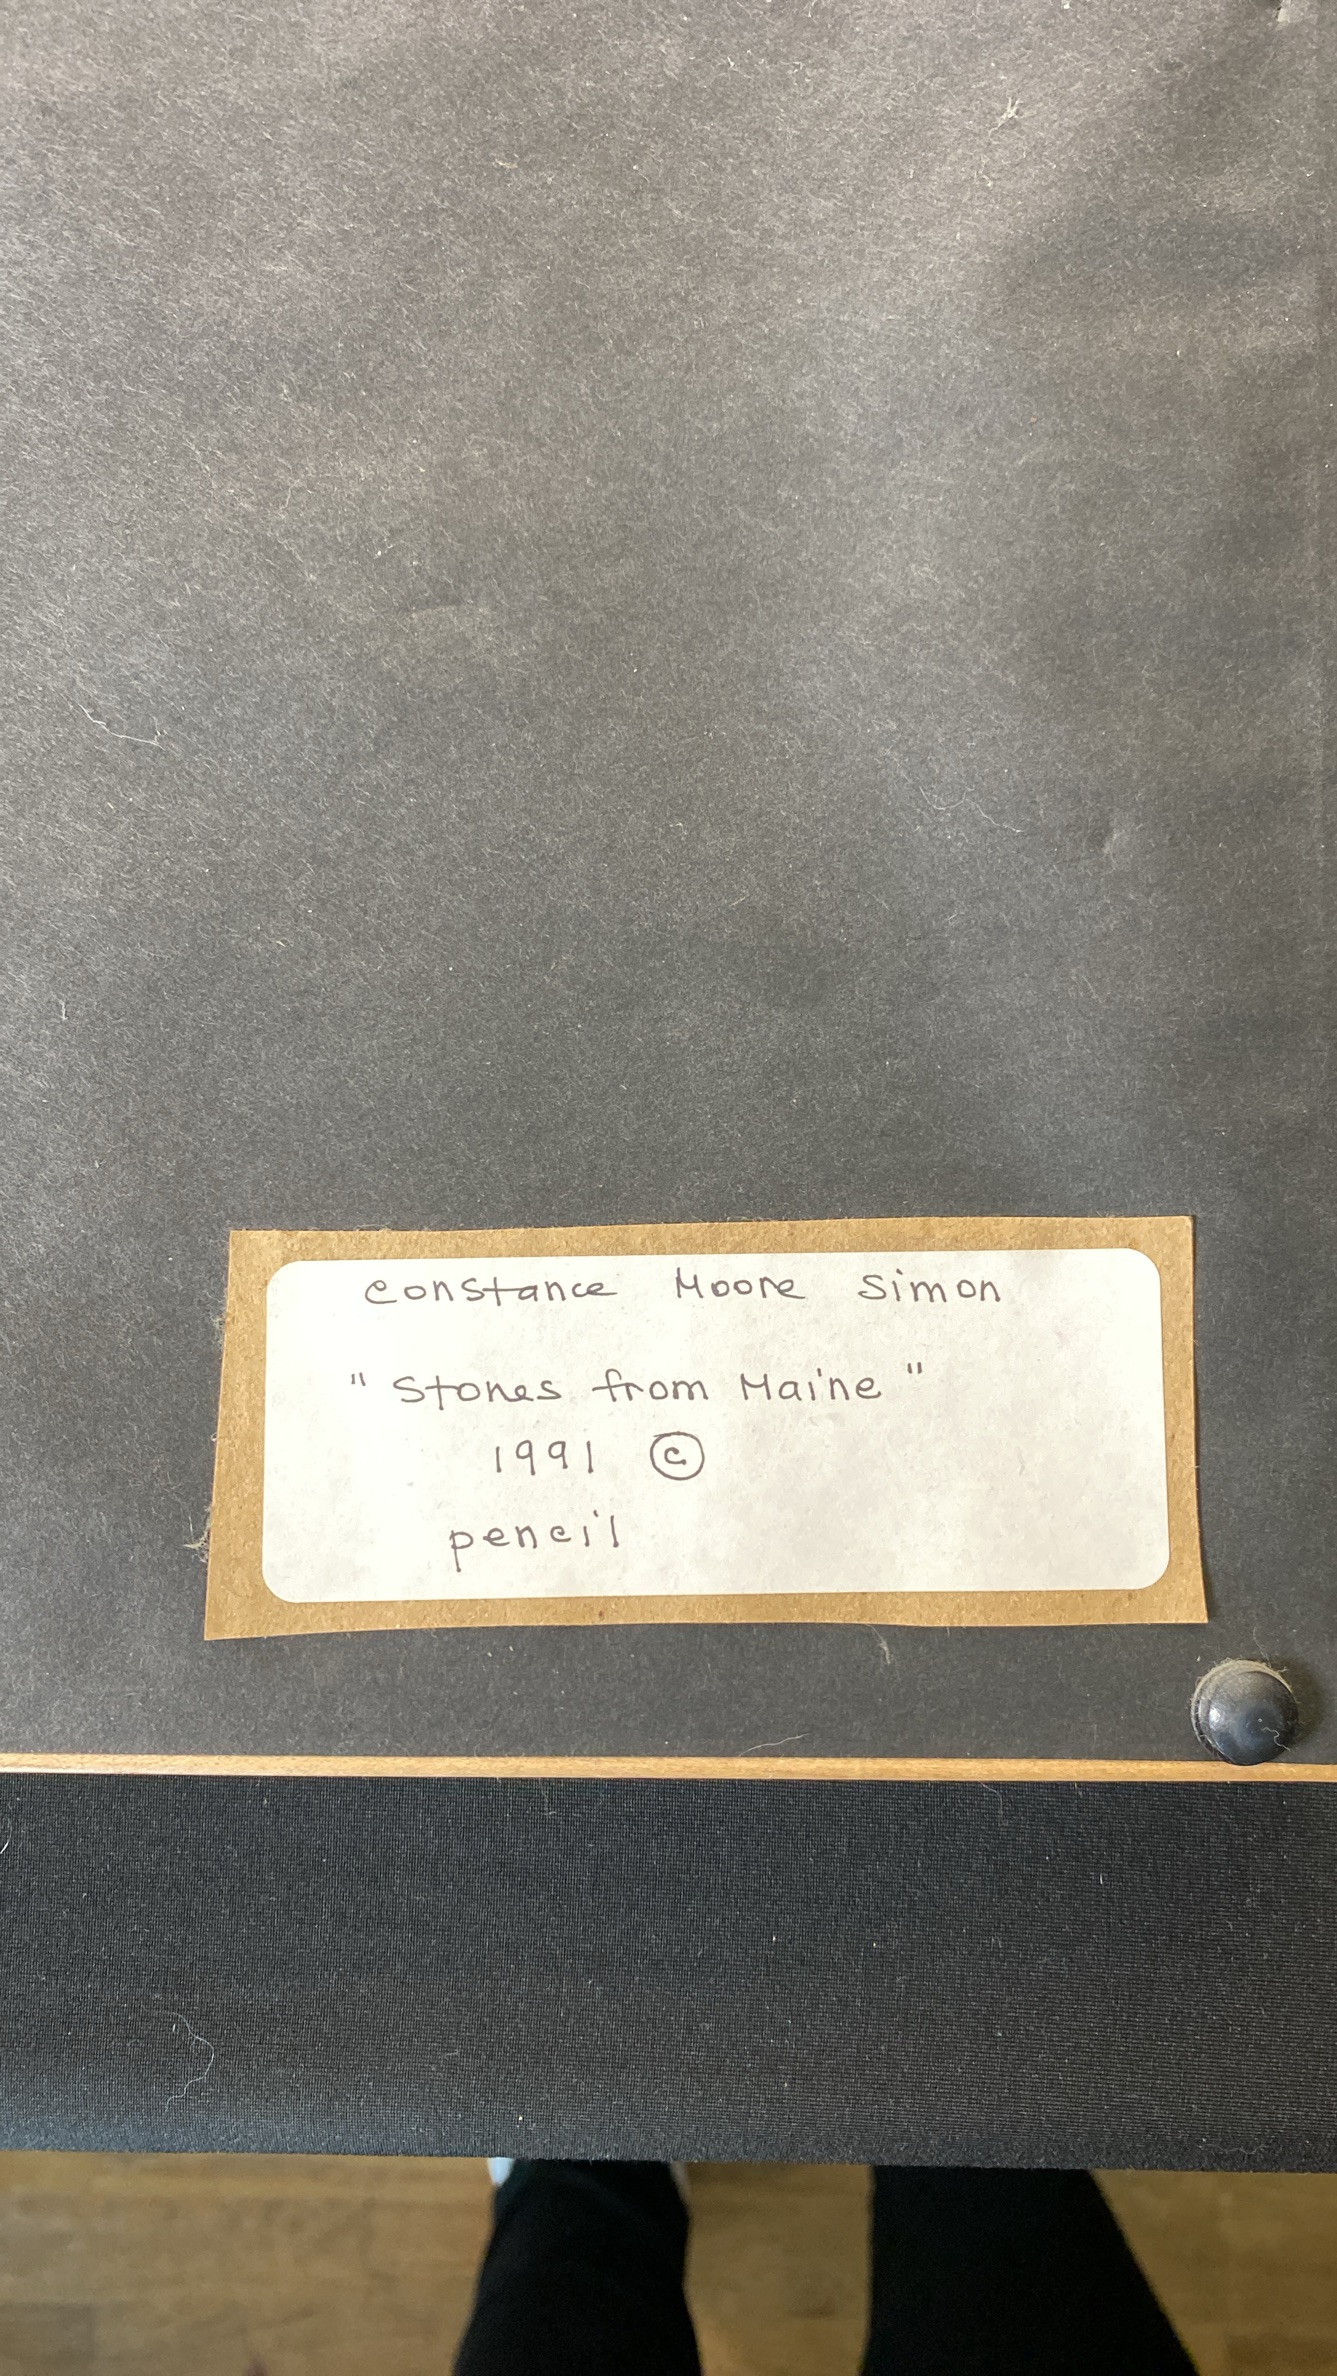 Constance Moore Simon
"Stones from Maine"
1991 ©
pencil